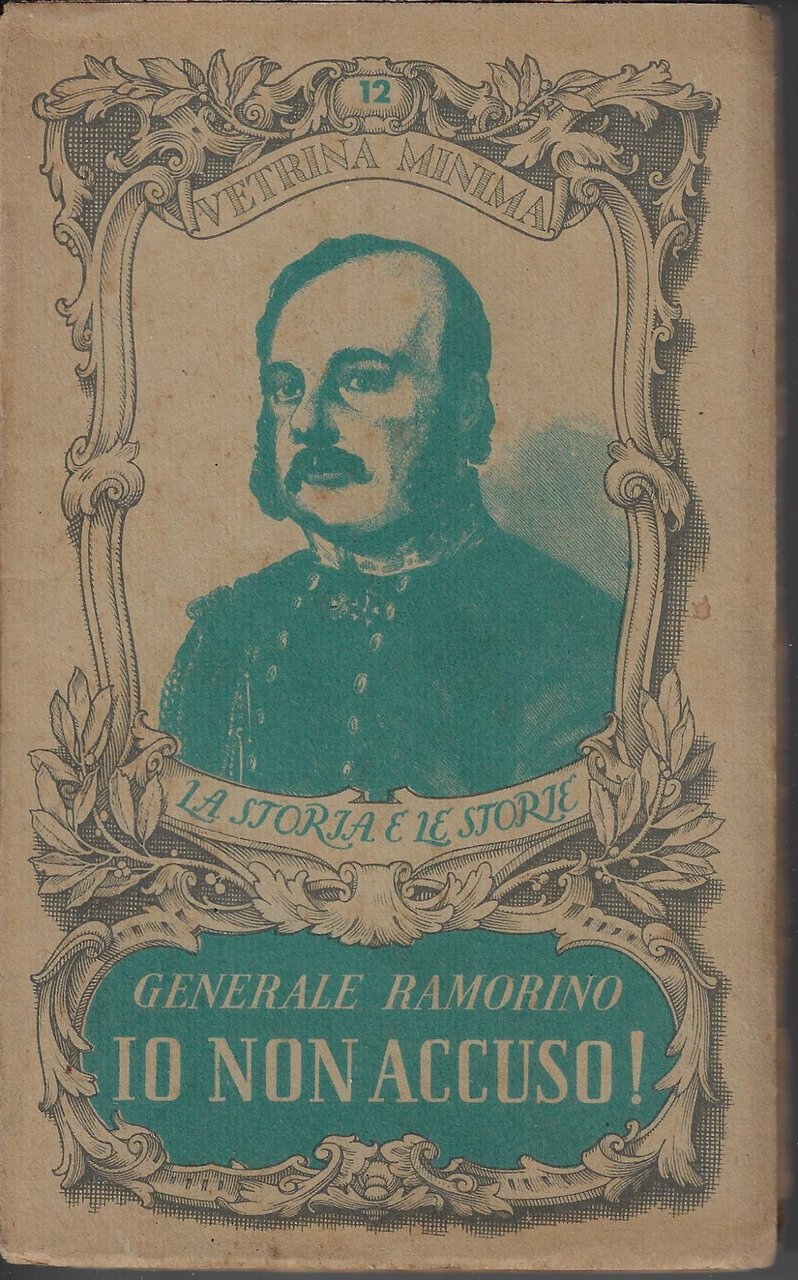 12
VETRINA MINIMA
LA STORIA E LE STORIE
GENERALE RAMORINO
IO NON ACCUSO!